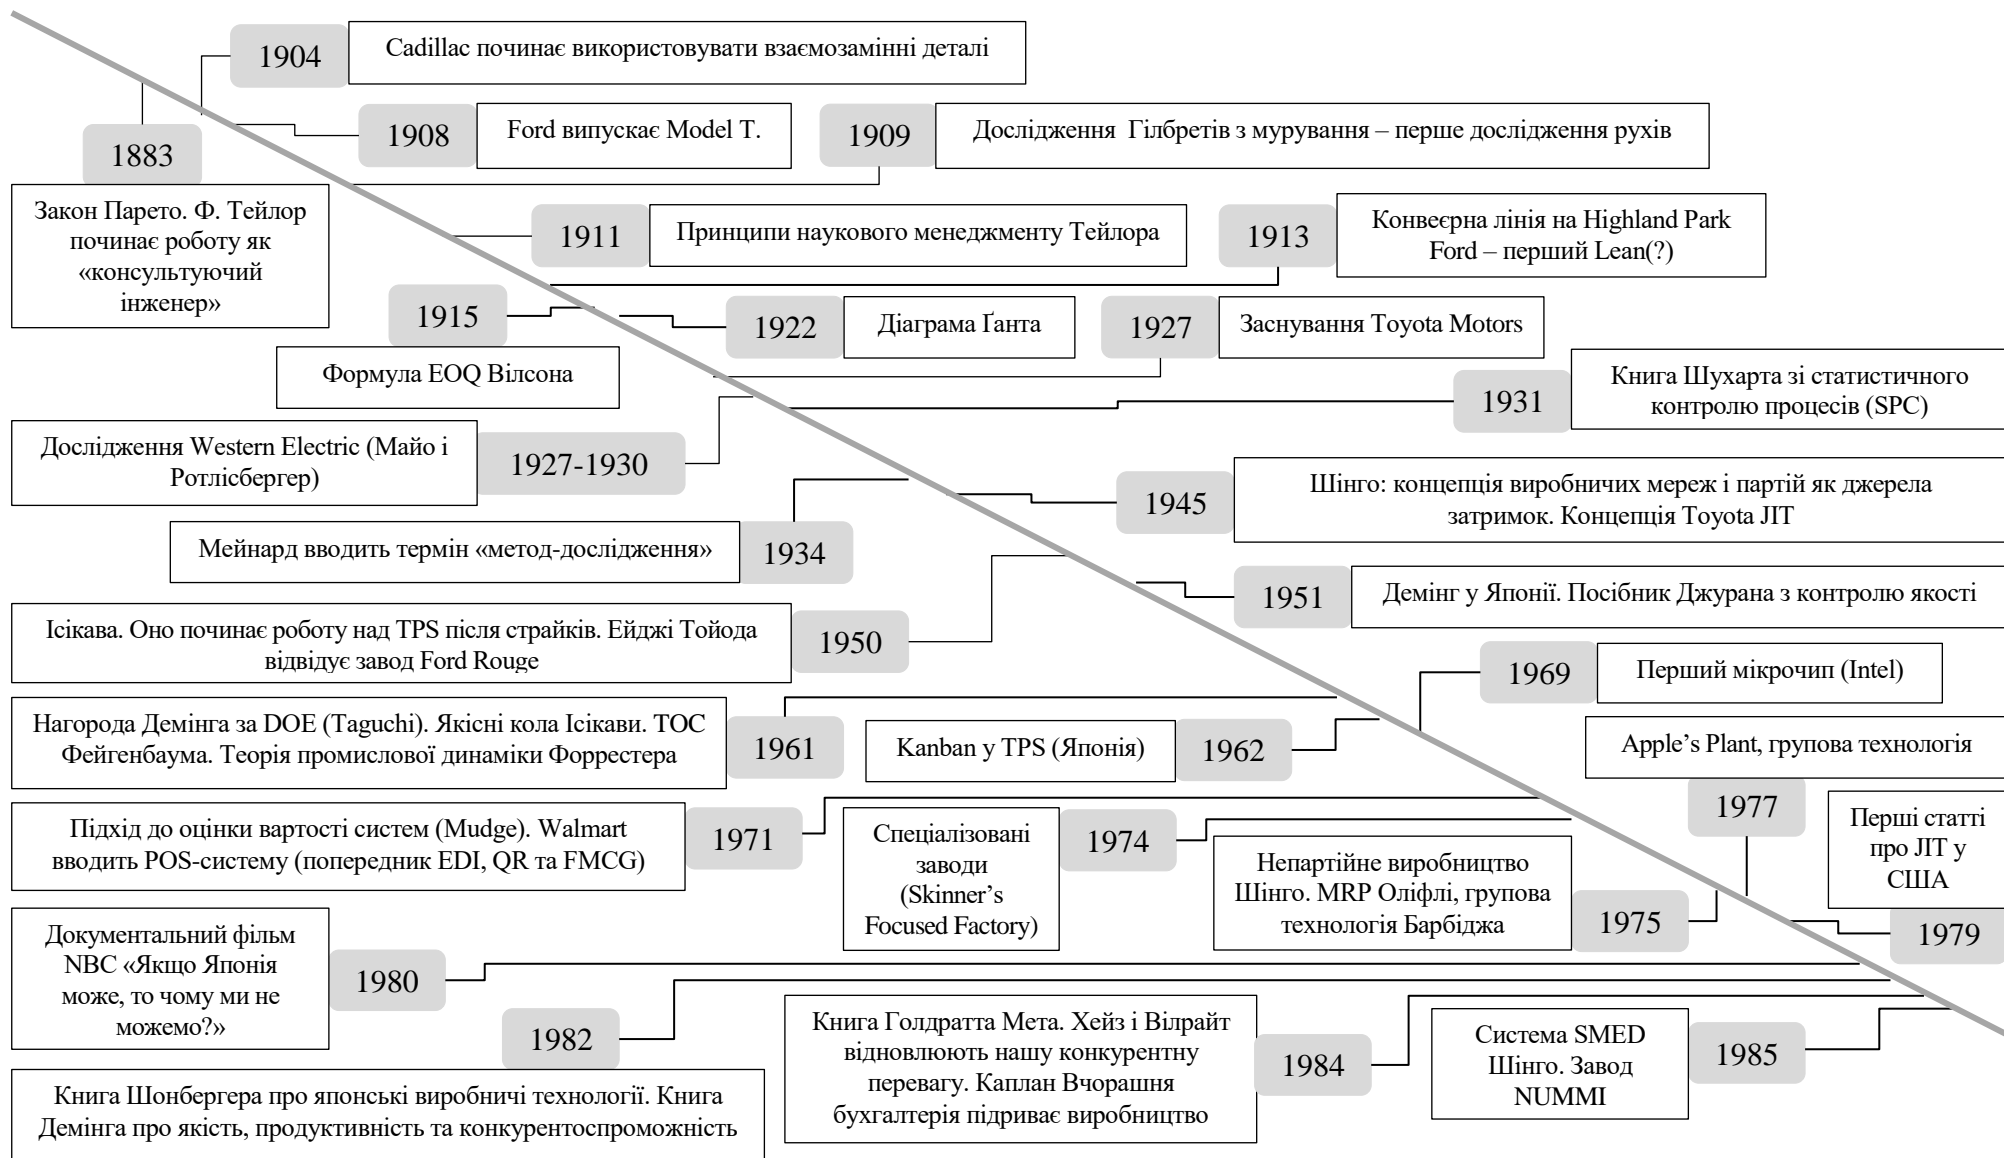 1904
Cadillac починає використовувати взаємозамінні деталі
1883
Закон Парето. Ф. Тейлор
починає роботу як
«консультуючий
інженер»
1908
Ford випускає Model T.
1909
Дослідження Гілбретів з мурування – перше дослідження рухів
1911
Принципи наукового менеджменту Тейлора
1913
Конвеєрна лінія на Highland Park
Ford – перший Lean(?)
1915
Формула EOQ Вілсона
1922
Діаграма Ґанта
1927
Заснування Toyota Motors
1931
Книга Шухарта зі статистичного
контролю процесів (SPC)
Дослідження Western Electric (Майо і
Ротлісбергер)
1927-1930
1945
Шінго: концепція виробничих мереж і партій як джерела
затримок. Концепція Toyota JIT
Мейнард вводить термін «метод-дослідження»
1934
1951
Демінг у Японії. Посібник Джурана з контролю якості
Ісікава. Оно починає роботу над TPS після страйків. Ейджі Тойода
відвідує завод Ford Rouge
1950
1969
Перший мікрочип (Intel)
Нагорода Демінга за DOE (Taguchi). Якісні кола Ісікави. TOC
Фейгенбаума. Теорія промислової динаміки Форрестера
1961
Kanban у TPS (Японія)
1962
Apple’s Plant, групова технологія
1977
Підхід до оцінки вартості систем (Mudge). Walmart
вводить POS-систему (попередник EDI, QR та FMCG)
1971
Спеціалізовані
заводи
(Skinner’s
Focused Factory)
1974
Непартійне виробництво
Шінго. MRP Оліфлі, групова
технологія Барбіджа
1975
Перші статті
про JIT у
США
1979
Документальний фільм
NBC «Якщо Японія
може, то чому ми не
можемо?»
1980
1982
Книга Шонбергера про японські виробничі технології. Книга
Демінга про якість, продуктивність та конкурентоспроможність
Книга Голдратта Мета. Хейз і Вілрайт
відновлюють нашу конкурентну
перевагу. Каплан Вчорашня
бухгалтерія підриває виробництво
1984
Система SMED
Шінго. Завод
NUMMI
1985